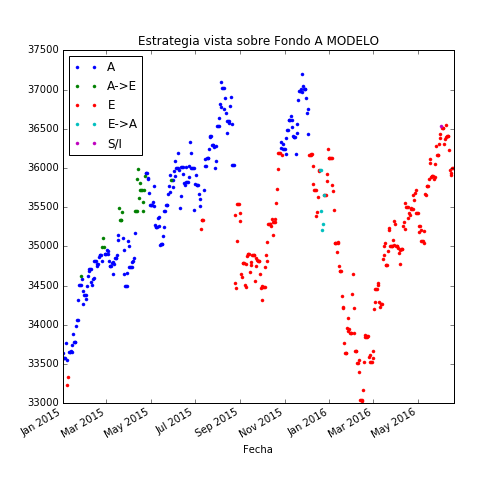 Estrategia vista sobre Fondo A MODELO
37500
37000
36500
36000
35500
35000
34500
34000
33500
33000
A
A->E
E
E->A
S/I
Jan 2015
Mar 2015
May 2015
Jul 2015
Sep 2015
Nov 2015
Jan 2016
Mar 2016
May 2016
Fecha